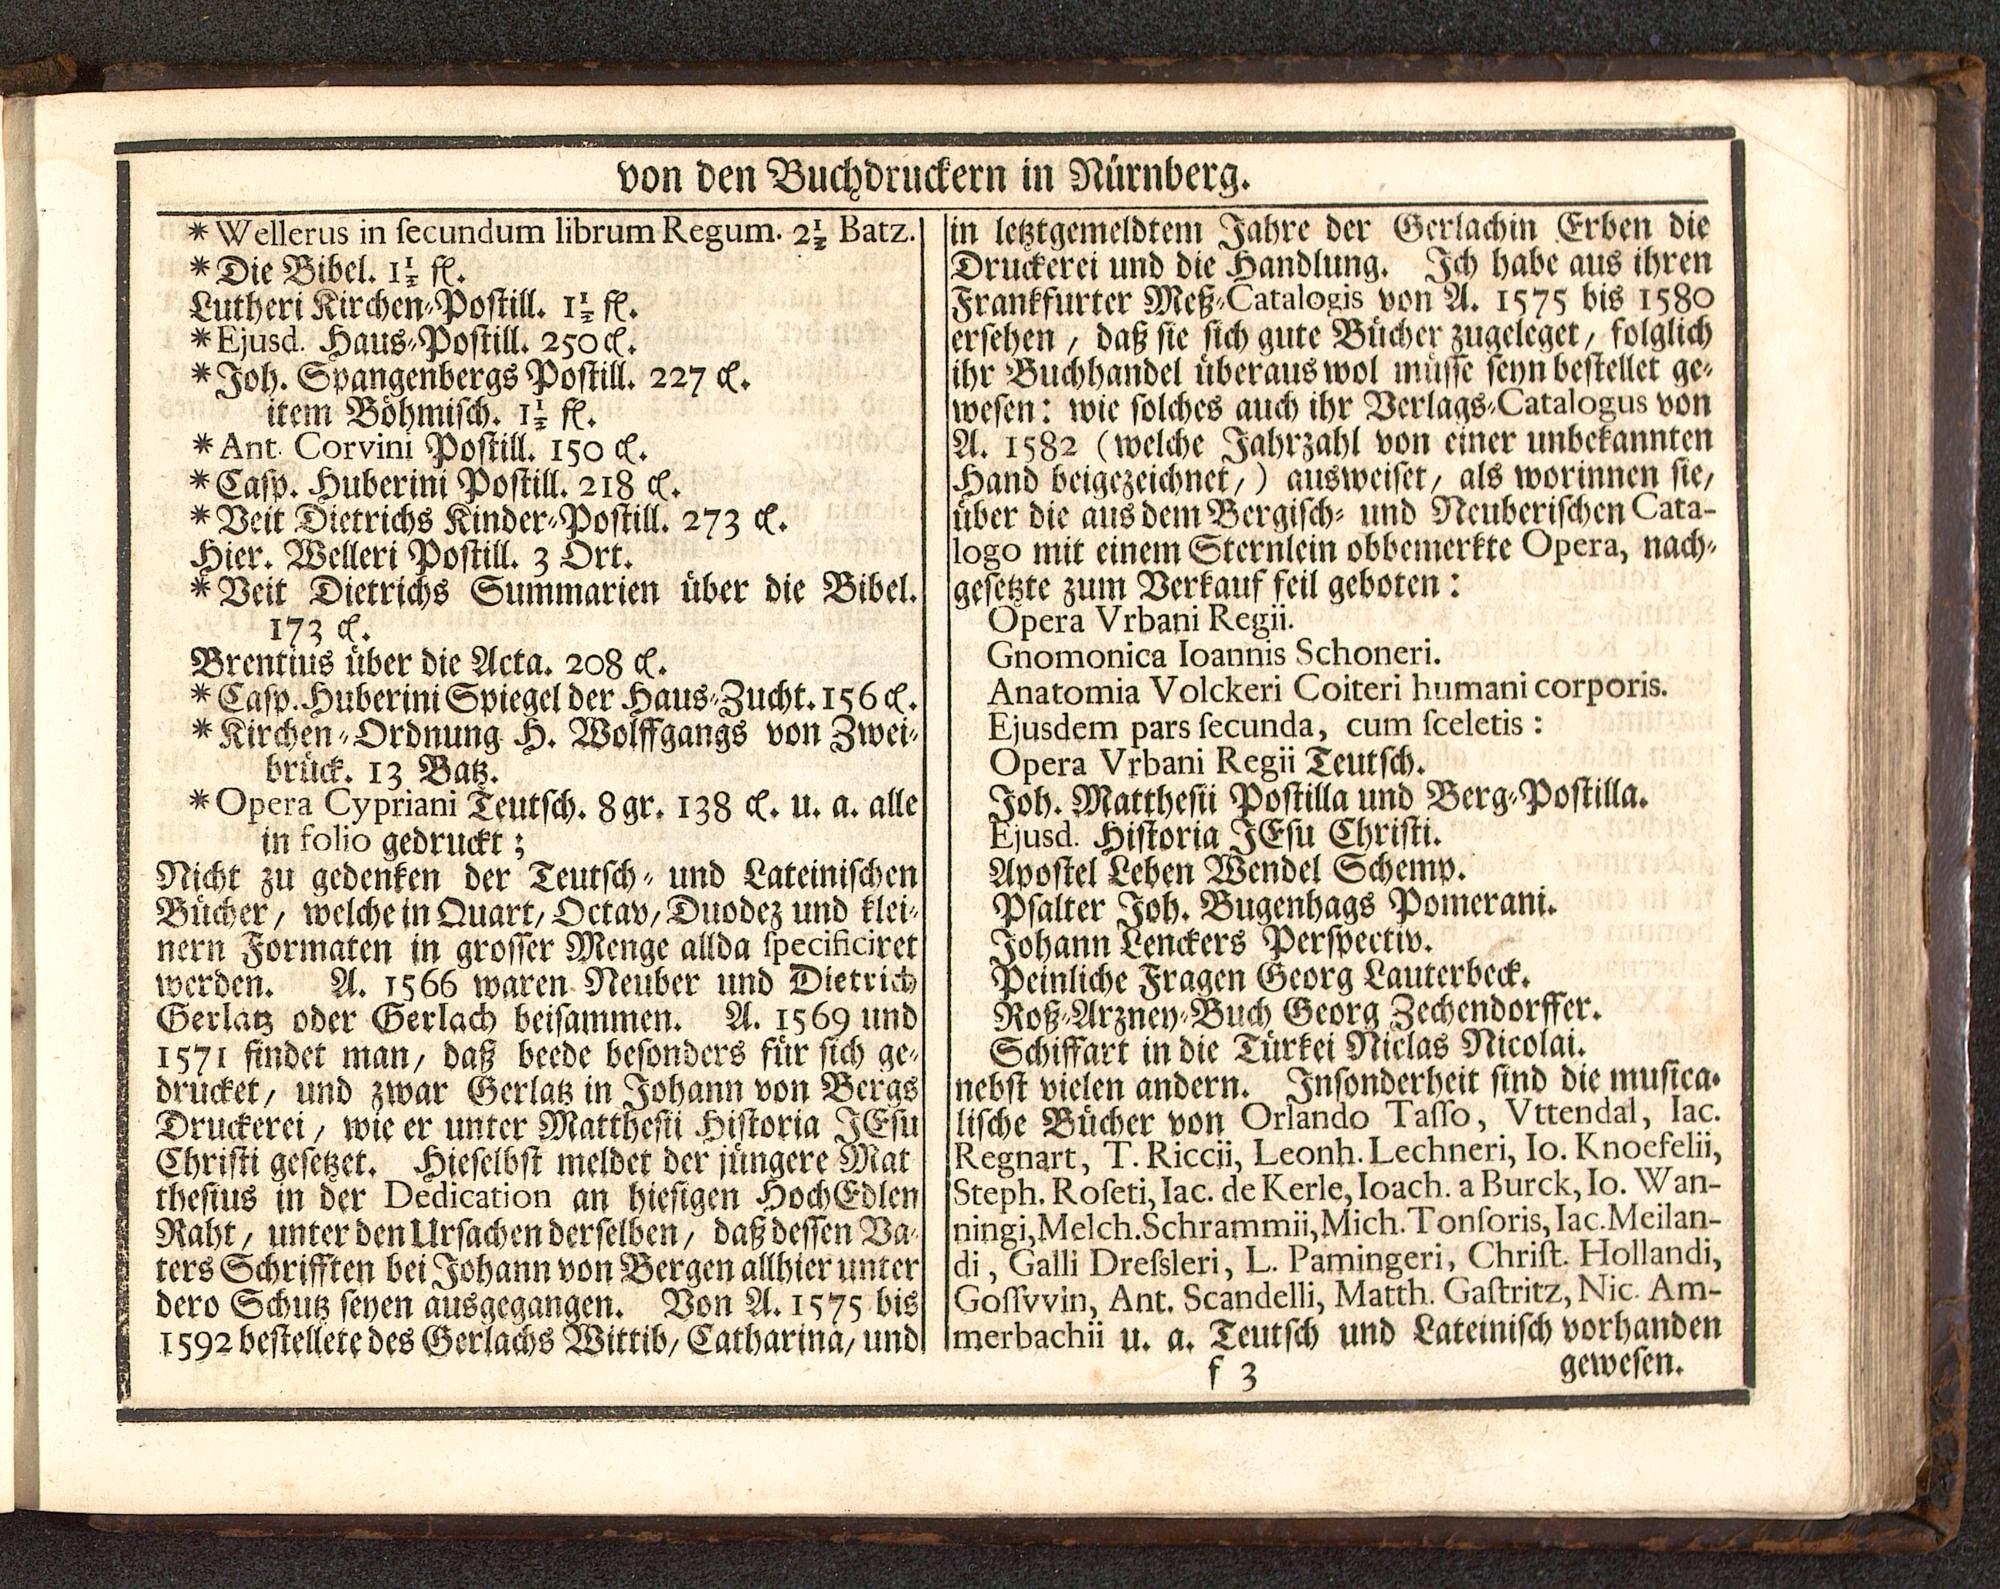 von den Buchdruckern in Nürnberg.
* Wellerus in ſecundum librum Regum. 2½ Batz.
* Die Bibel. 1½ fl.
Lutheri Kirchen-Poſtill. 1½ fl.
* Ejusd. Haus-Poſtill. 250 ₰.
* Joh. Spangenbergs Poſtill. 227 ₰.
item Böhmiſch. 1½ fl.
* Ant. Corvini Poſtill. 150 ₰.
* Caſp. Huberini Poſtill. 218 ₰.
* Veit Dietrichs Kinder-Poſtill. 273 ₰.
Hier. Welleri Poſtill. 3 Ort.
* Veit Dietrichs Summarien über die Bibel.
173 ₰.
Brentius über die Acta. 208 ₰.
* Caſp. Huberini Spiegel der Haus-Zucht. 156 ₰.
* Kirchen-Ordnung H. Wolffgangs von Zwei-
brück. 13 Batz.
* Opera Cypriani Teutſch. 8 gr. 138 ₰. u. a. alle
in folio gedruckt;
Nicht zu gedenken der Teutſch- und Lateiniſchen
Bücher, welche in Quart, Octav, Duodez und klei-
nern Formaten in groſſer Menge allda ſpecificiret
werden. A. 1566 waren Neuber und Dietrich
Gerlatz oder Gerlach beiſammen. A. 1569 und
1571 findet man, daß beede beſonders für ſich ge-
drucket, und zwar Gerlatz in Johann von Bergs
Druckerei, wie er unter Mattheſii Hiſtoria JEſu
Chriſti geſetzet. Hieſelbſt meldet der jüngere Mat
theſius in der Dedication an hieſigen HochEdlen
Raht, unter den Urſachen derſelben, daß deſſen Va-
ters Schrifften bei Johann von Bergen allhier unter
dero Schutz ſeyen ausgegangen. Von A. 1575 bis
1592 beſtellete des Gerlachs Wittib, Catharina, und
in letztgemeldtem Jahre der Gerlachin Erben die
Druckerei und die Handlung. Ich habe aus ihren
Frankfurter Meß-Catalogis von A. 1575 bis 1580
erſehen, daß ſie ſich gute Bücher zugeleget, folglich
ihr Buchhandel überaus wol müſſe ſeyn beſtellet ge-
weſen: wie ſolches auch ihr Verlags-Catalogus von
A. 1582 (welche Jahrzahl von einer unbekannten
Hand beigezeichnet,) ausweiſet, als worinnen ſie,
über die aus dem Bergiſch- und Neuberiſchen Cata-
logo mit einem Sternlein obbemerkte Opera, nach-
geſetzte zum Verkauf feil geboten:
Opera Vrbani Regii.
Gnomonica Ioannis Schoneri.
Anatomia Volckeri Coiteri humani corporis.
Ejusdem pars ſecunda, cum ſceletis:
Opera Vrbani Regii Teutſch.
Joh. Mattheſii Poſtilla und Berg-Poſtilla.
Ejusd. Hiſtoria JEſu Chriſti.
Apoſtel Leben Wendel Schemp.
Pſalter Joh. Bugenhags Pomerani.
Johann Lenckers Perſpectiv.
Peinliche Fragen Georg Lauterbeck.
Roß-Arzney-Buch Georg Zechendorffer.
Schiffart in die Türkei Niclas Nicolai.
nebſt vielen andern. Inſonderheit ſind die muſica-
liſche Bücher von Orlando Taſſo, Vttendal, Iac.
Regnart, T. Riccii, Leonh. Lechneri, Io. Knoefelii,
Steph. Roſeti, Iac. de Kerle, Ioach. a Burck, Io. Wan-
ningi, Melch. Schrammii, Mich. Tonſoris, Iac. Meilan-
di, Galli Dreſsleri, L. Pamingeri, Chriſt. Hollandi,
Goſſvvin, Ant. Scandelli, Matth. Gaſtritz, Nic. Am-
merbachii u. a. Teutſch und Lateiniſch vorhanden
f 3 geweſen.